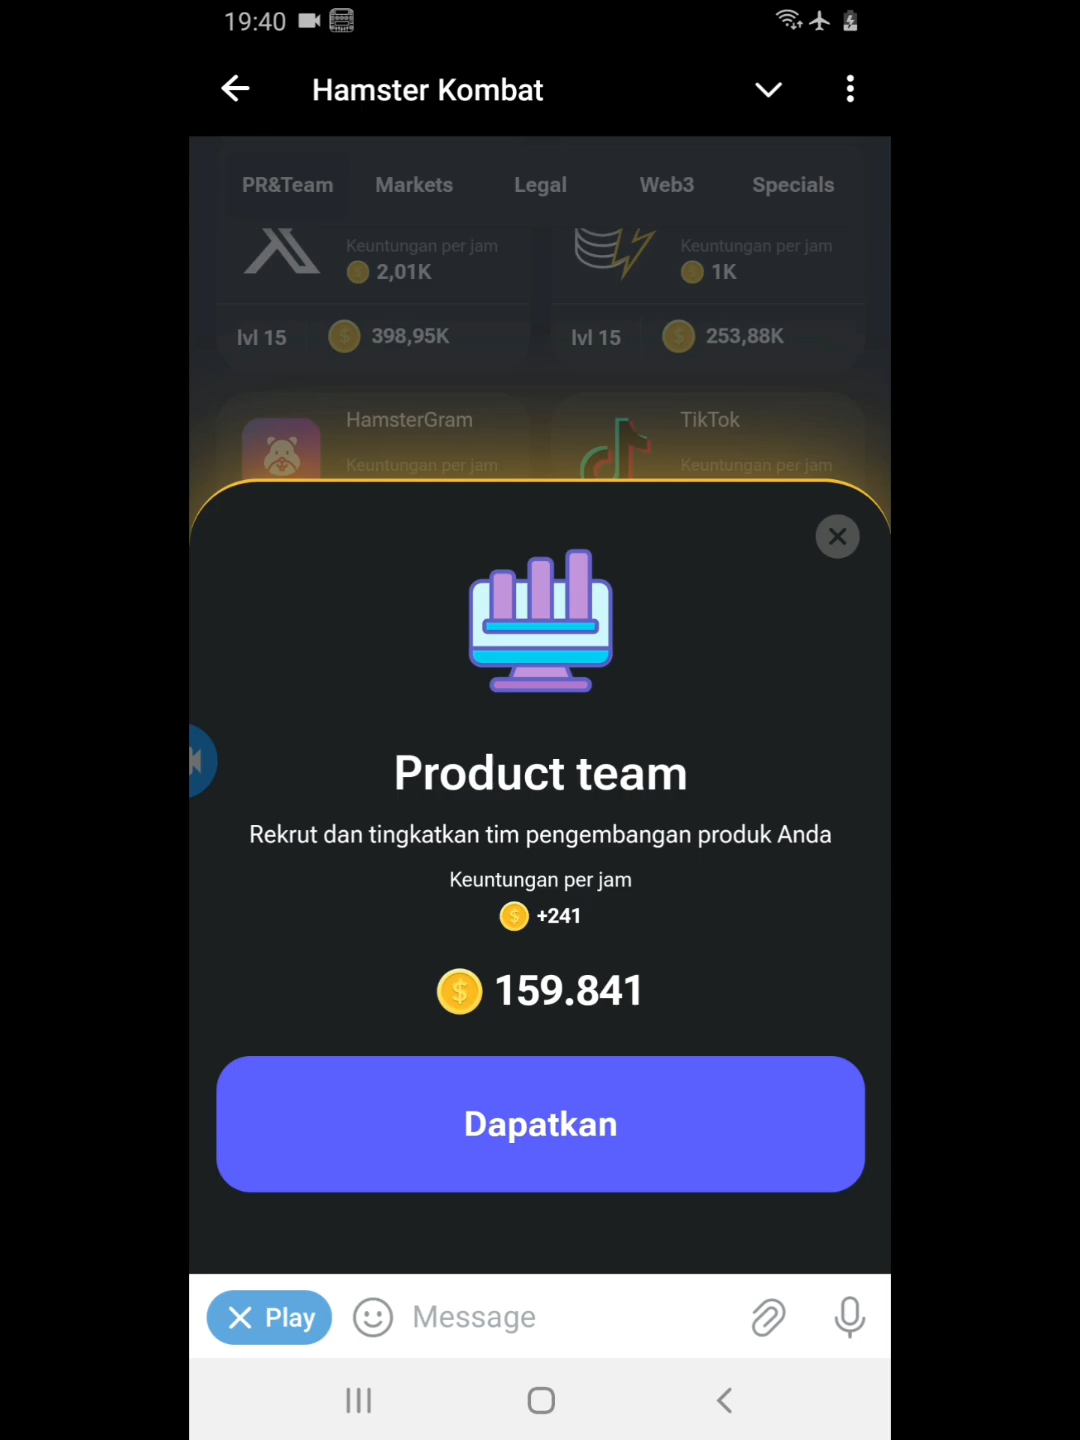 19:40
Hamster Kombat
PR&Team Markets Legal Web3 Specials
Keuntungan per jam Keuntungan per jam
2,01K 1K
lvl 15 398,95K lvl 15 253,88K
HamsterGram TikTok
Keuntungan per jam Keuntungan per jam
Product team
Rekrut dan tingkatkan tim pengembangan produk Anda
Keuntungan per jam
+241
159.841
Dapatkan
Play Message